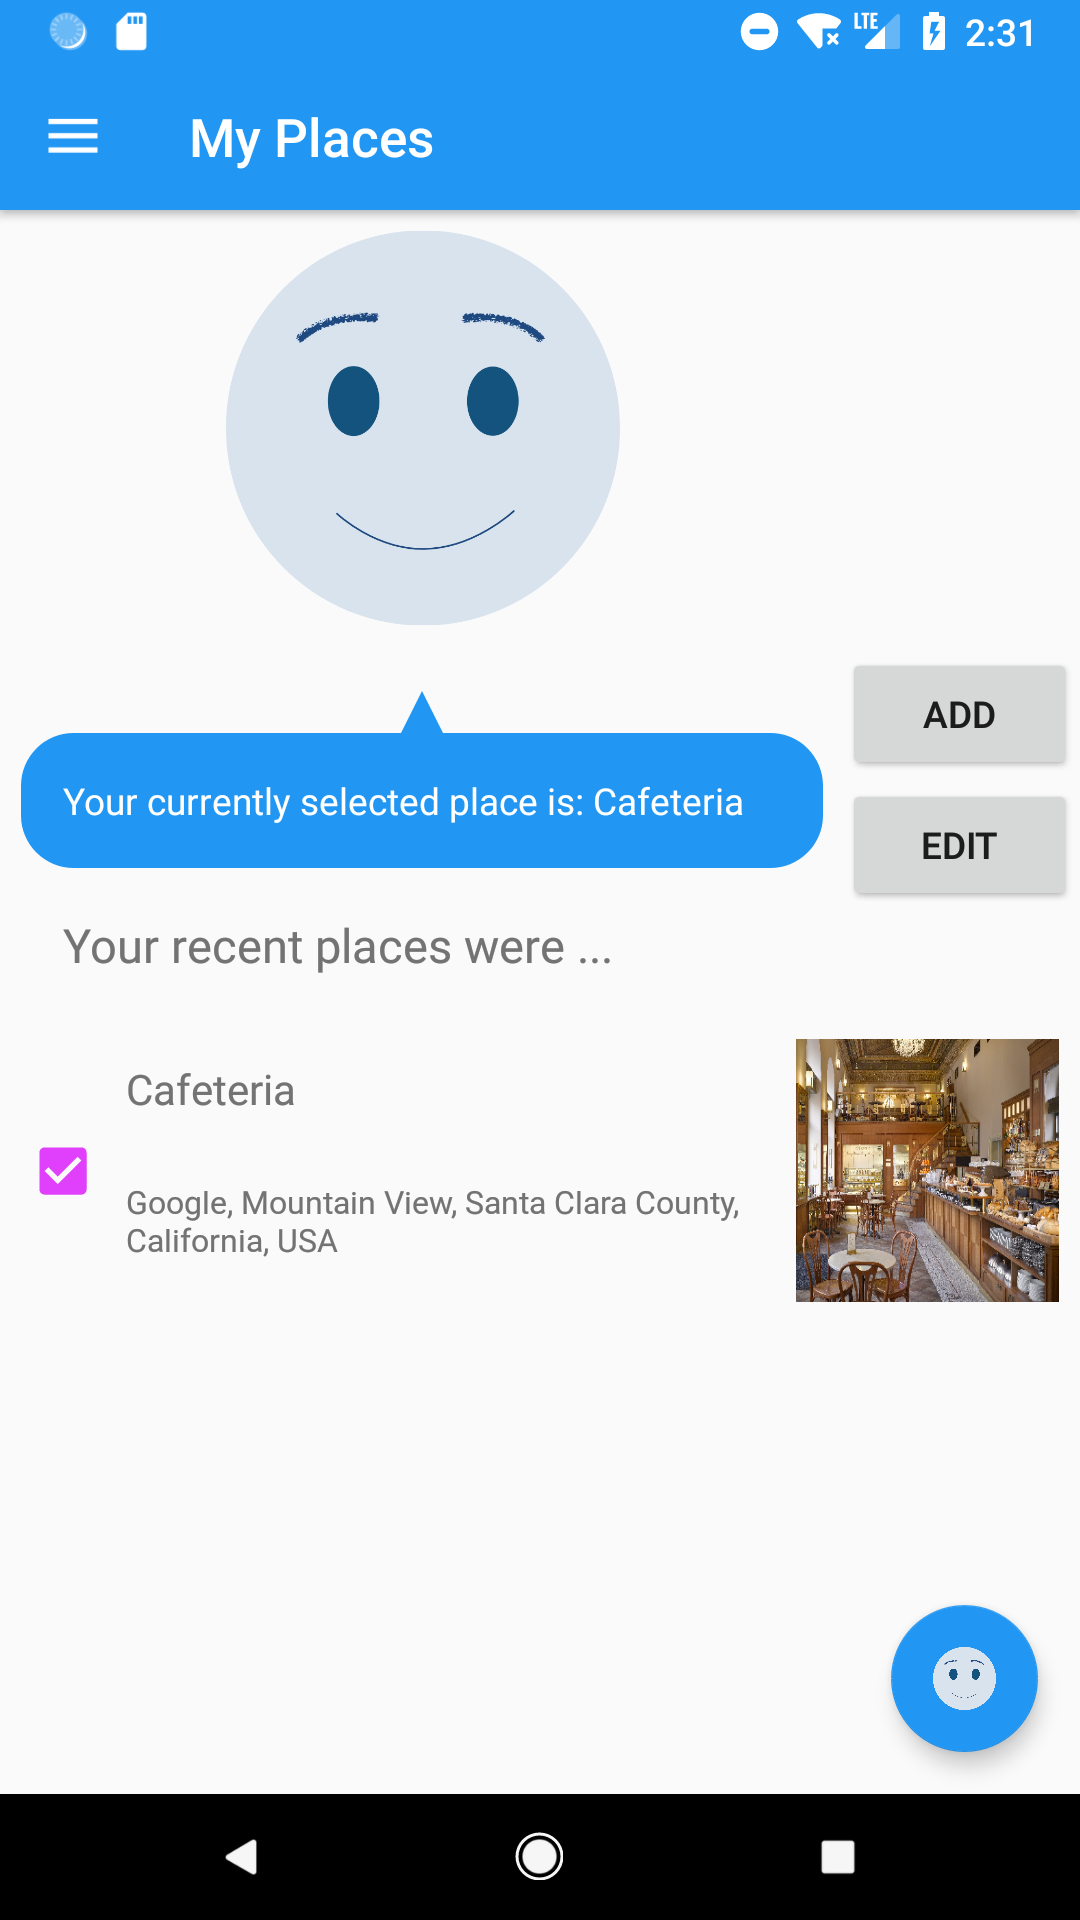 LTE 2:31
My Places
ADD
Your currently selected place is: Cafeteria
EDIT
Your recent places were ...
Cafeteria
Google, Mountain View, Santa Clara County,
California, USA